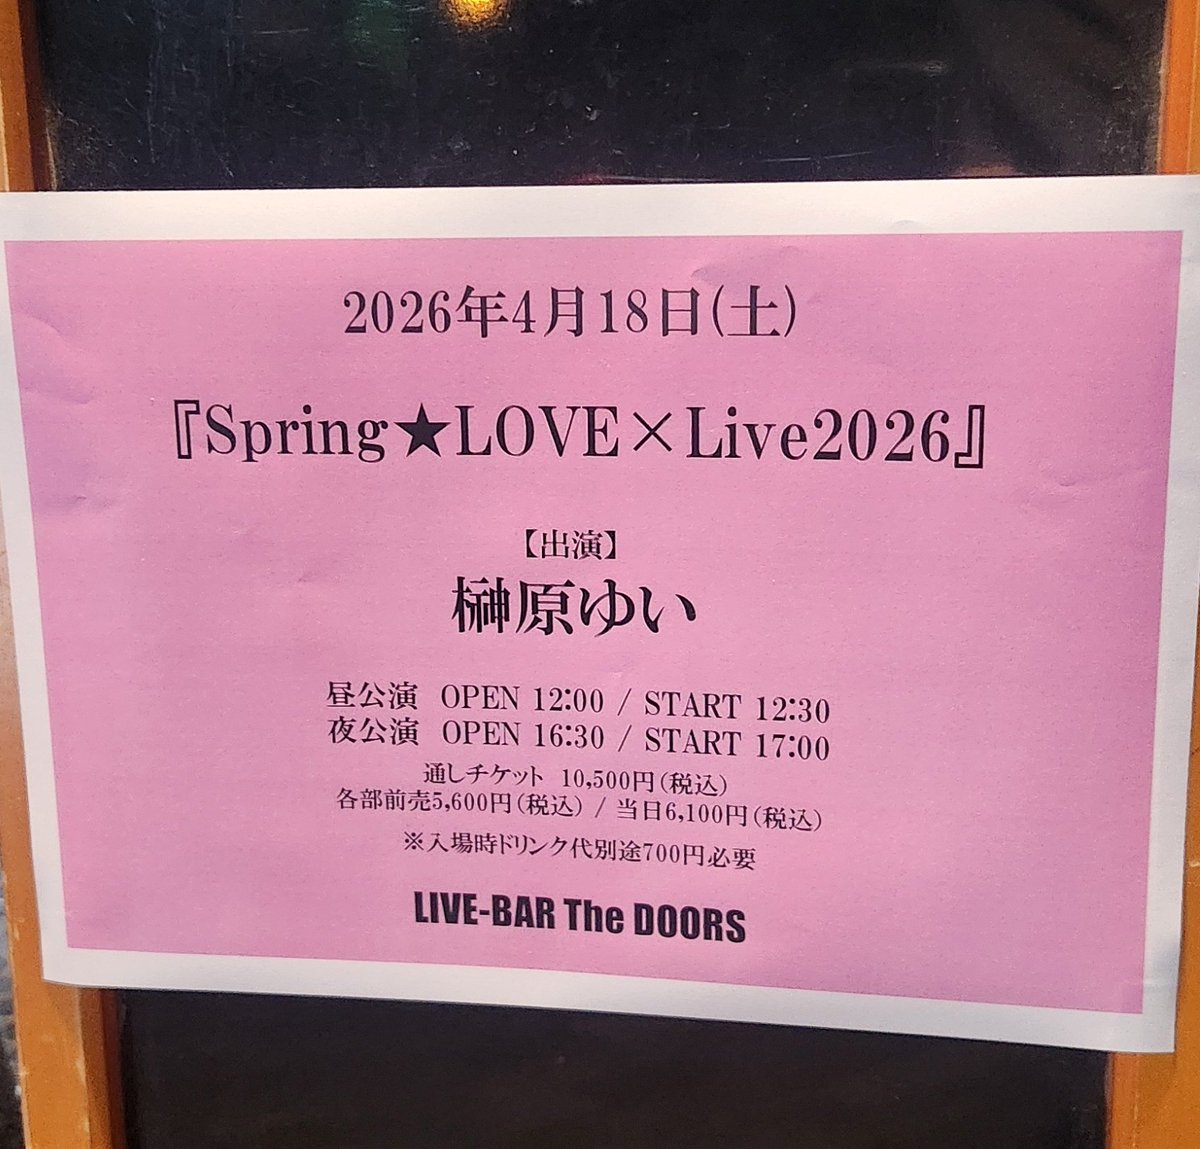 2026年4月18日(土)
『Spring★LOVE×Live2026』
【出演】
榊原ゆい
昼公演 OPEN 12:00 / START 12:30
夜公演 OPEN 16:30 / START 17:00
通しチケット 10,500円(税込)
各部前売5,600円(税込) / 当日6,100円(税込)
※入場時ドリンク代別途700円必要
LIVE-BAR The DOORS